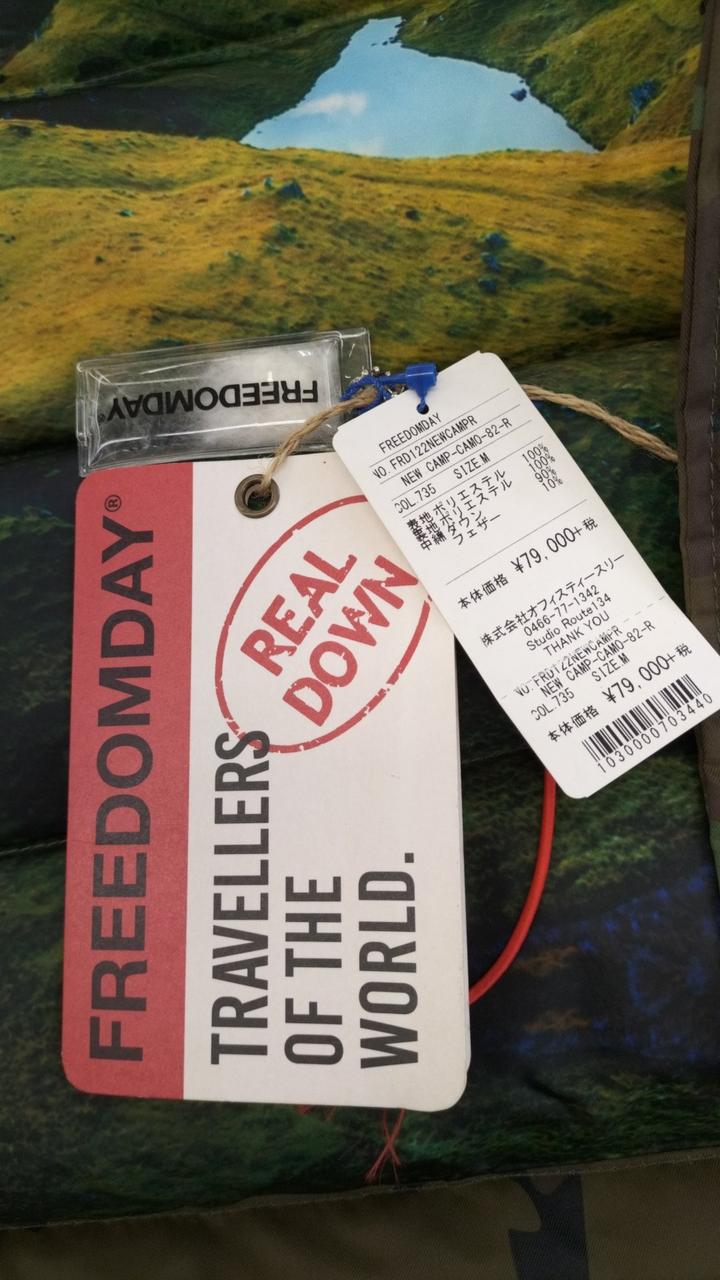 FREEDOMDAY®
FREEDOMDAY®
REAL
DOWN
TRAVELLERS
OF THE
WORLD.
FREEDOMDAY
NO. FRD122NEWCAMPR
NEW CAMP-CAMO-82-R
COL.735 SIZE.M
表地 ポリエステル 100%
裏地 ポリエステル 100%
中綿 ダウン 90%
フェザー 10%
本体価格 ¥79,000+税
株式会社オフィスティースリー
0466-77-1342
Studio Route134
THANK YOU
NO.FRD122NEWCAMPR
NEW CAMP-CAMO-82-R
COL.735 SIZE.M
本体価格 ¥79,000+税
1030000703440